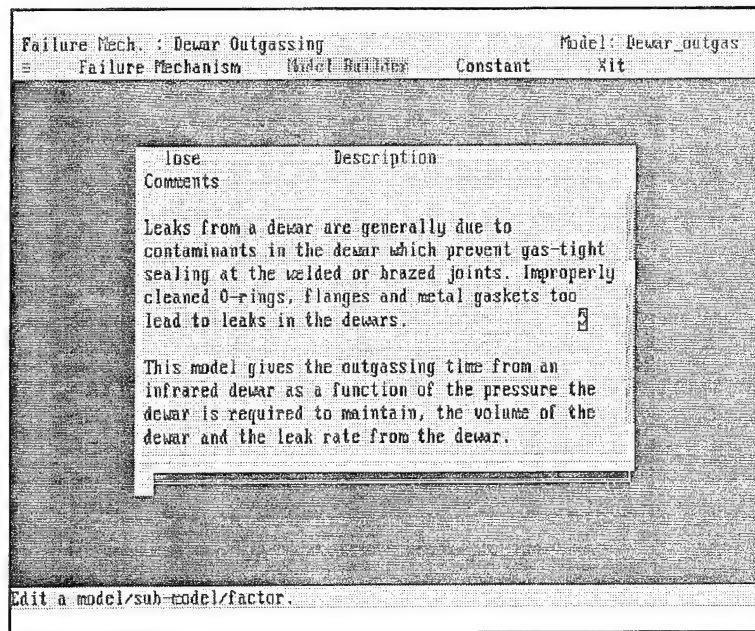 Failure Mech. : Dewar Outgassing Model: Dewar_outgas
≡ Failure Mechanism Model Builder Constant Xit
lose Description
Comments
Leaks from a dewar are generally due to
contaminants in the dewar which prevent gas-tight
sealing at the welded or brazed joints. Improperly
cleaned O-rings, flanges and metal gaskets too
lead to leaks in the dewars.
This model gives the outgassing time from an
infrared dewar as a function of the pressure the
dewar is required to maintain, the volume of the
dewar and the leak rate from the dewar.
Edit a model/sub-model/factor.